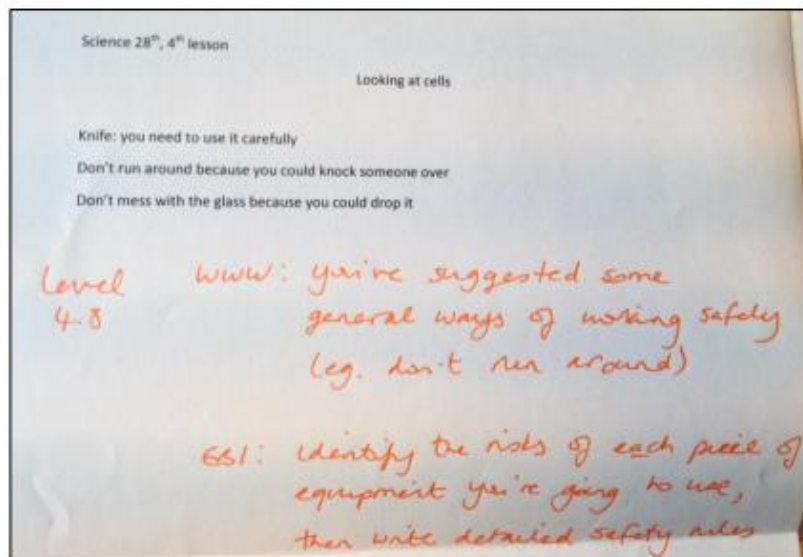 Science 28th, 4th lesson
Looking at cells
Knife: you need to use it carefully
Don't run around because you could knock someone over
Don't mess with the glass because you could drop it
Level
4.8
WWW: you've suggested some
general ways of working safely
(eg. don't run around)
EBI: identify the risks of each piece of
equipment you're going to use,
then write detailed safety rules